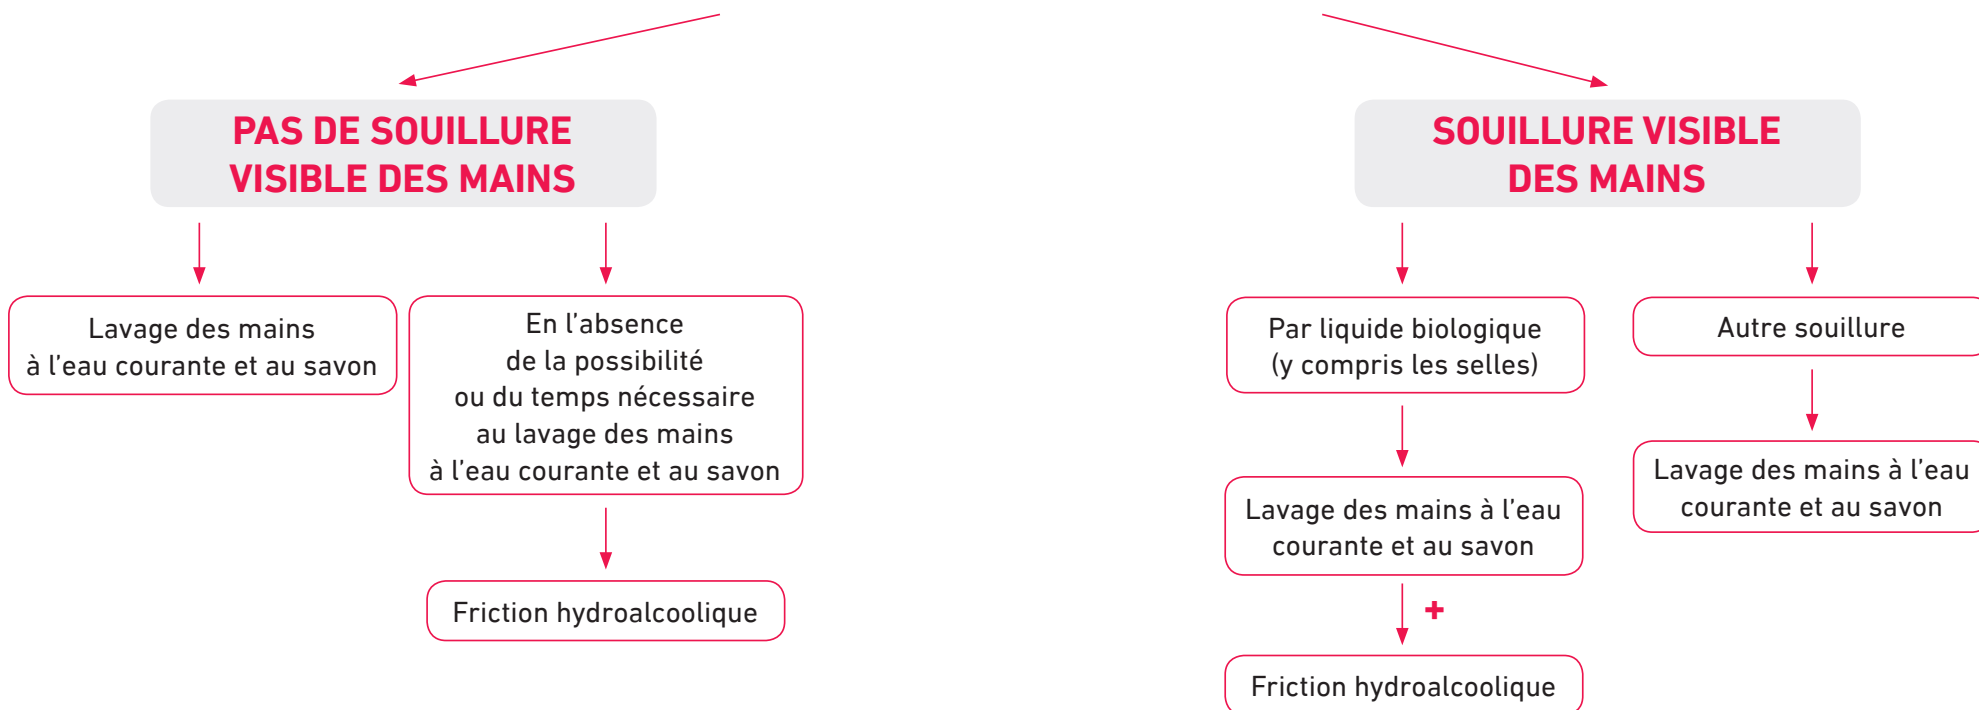 PAS DE SOUILLURE
VISIBLE DES MAINS
Lavage des mains
à l’eau courante et au savon
En l’absence
de la possibilité
ou du temps nécessaire
au lavage des mains
à l’eau courante et au savon
Friction hydroalcoolique
SOUILLURE VISIBLE
DES MAINS
Par liquide biologique
(y compris les selles)
Lavage des mains à l’eau
courante et au savon
+
Friction hydroalcoolique
Autre souillure
Lavage des mains à l’eau
courante et au savon